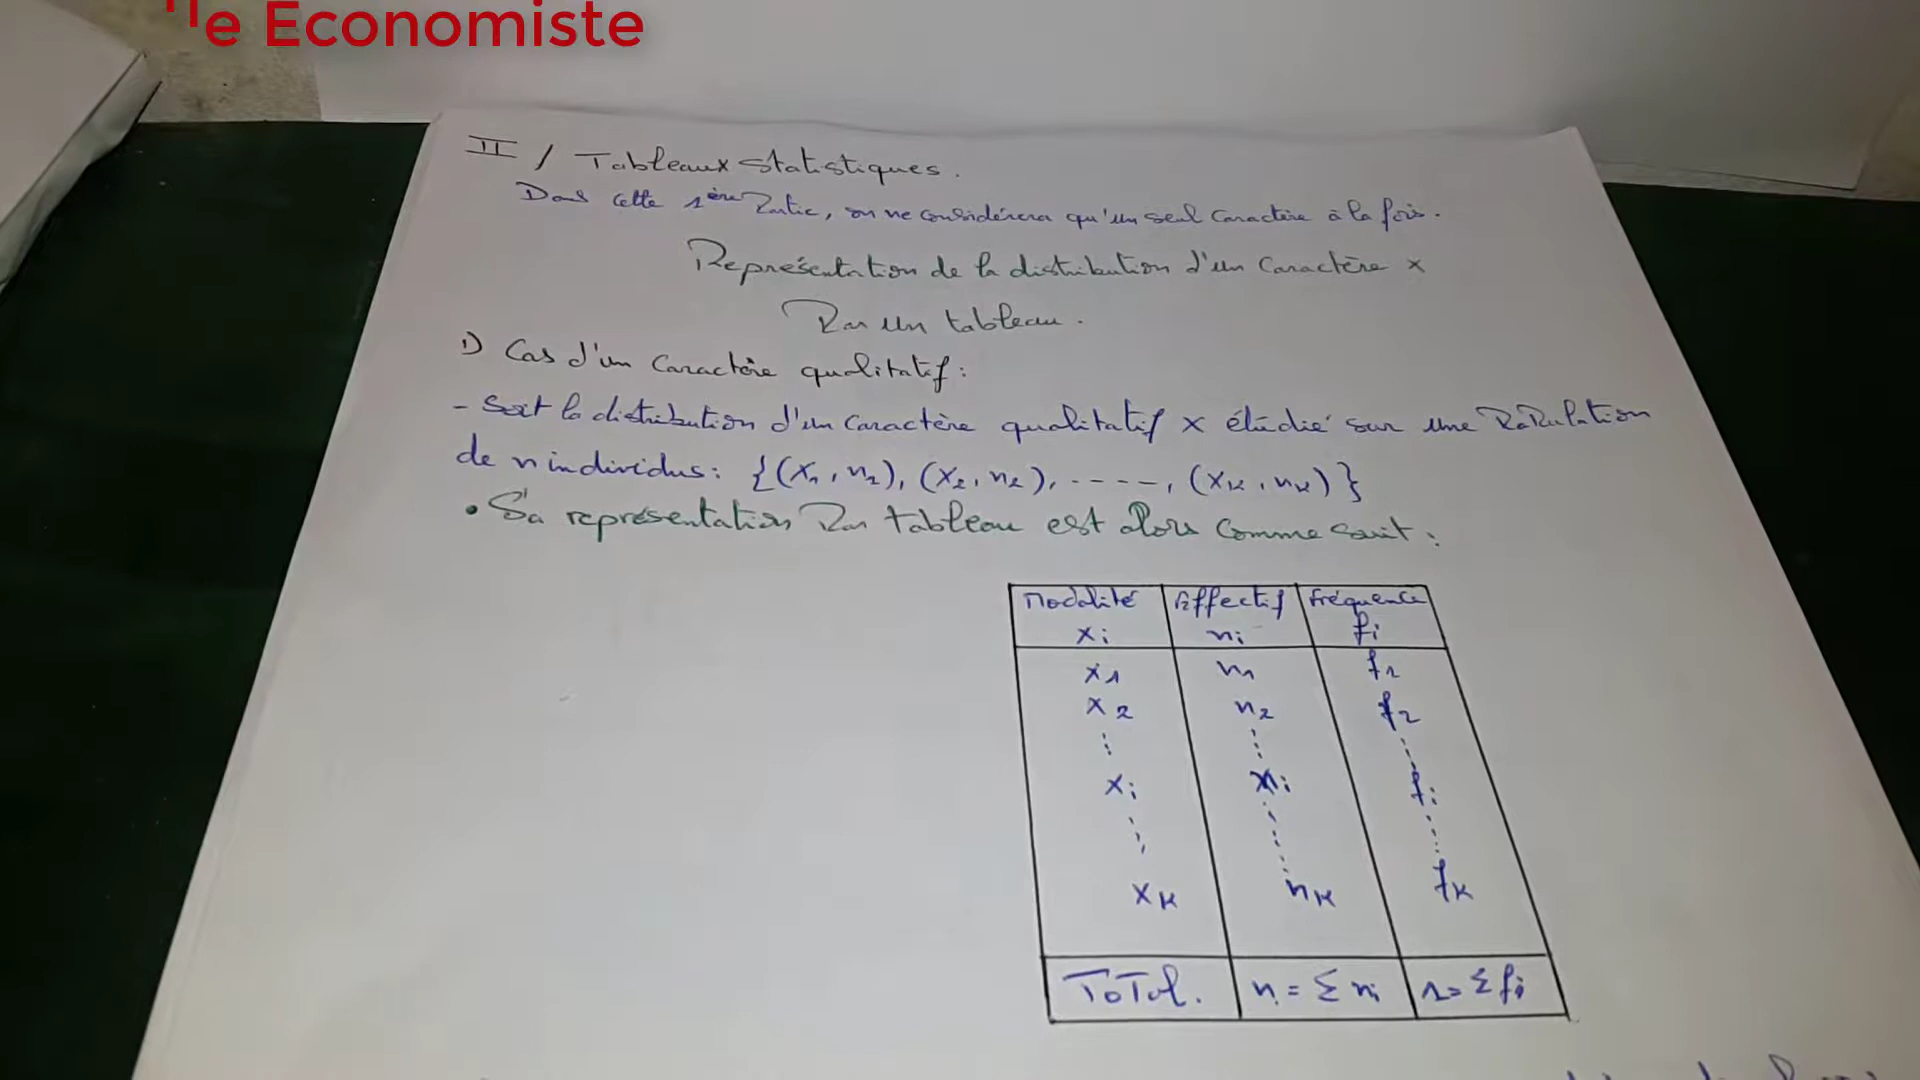 le Economiste
II / Tableaux statistiques.
Dans cette 1ère Partie, on ne considérera qu'un seul caractère à la fois.
Représentation de la distribution d'un caractère x
Par un tableau.
1) Cas d'un caractère qualitatif :
- Soit la distribution d'un caractère qualitatif x étudié sur une PoPulation
de n individus : {(x1, n1), (x2, n2), ----, (xk, nk)}
• Sa représentation Par tableau est alors comme suit :
Modalité Effectif fréquence
xi ni fi
x1 n1 f1
x2 n2 f2
xi ni fi
xk nk fk
ToTal. n = Σ ni 1 = Σ fi